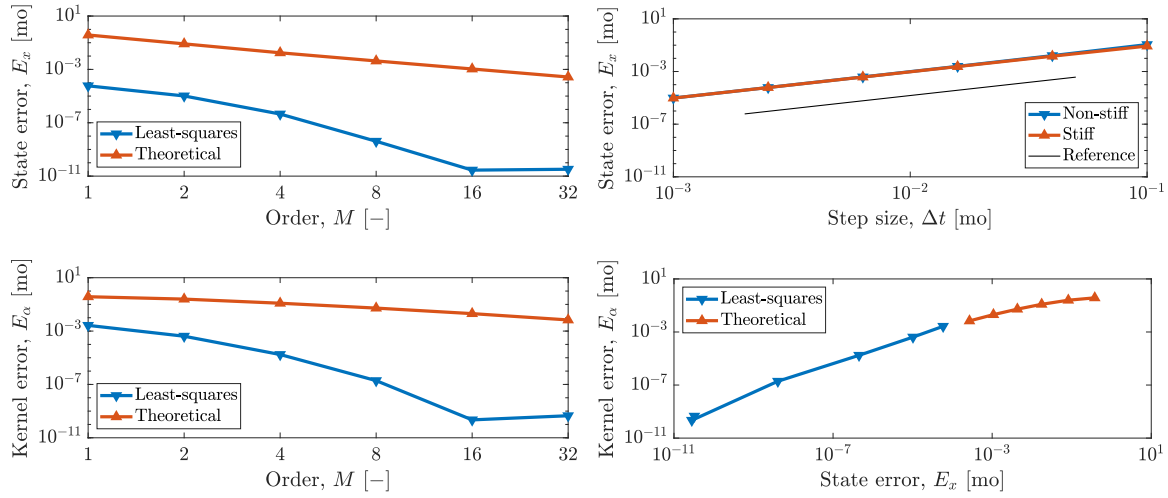 State error, E_x [mo]
10^1
10^-3
10^-7
10^-11
Least-squares
Theoretical
1 2 4 8 16 32
Order, M [−]
State error, E_x [mo]
10^1
10^-3
10^-7
10^-11
Non-stiff
Stiff
Reference
10^-3 10^-2 10^-1
Step size, Δt [mo]
Kernel error, E_α [mo]
10^1
10^-3
10^-7
10^-11
Least-squares
Theoretical
1 2 4 8 16 32
Order, M [−]
Kernel error, E_α [mo]
10^1
10^-3
10^-7
10^-11
Least-squares
Theoretical
10^-11 10^-7 10^-3 10^1
State error, E_x [mo]